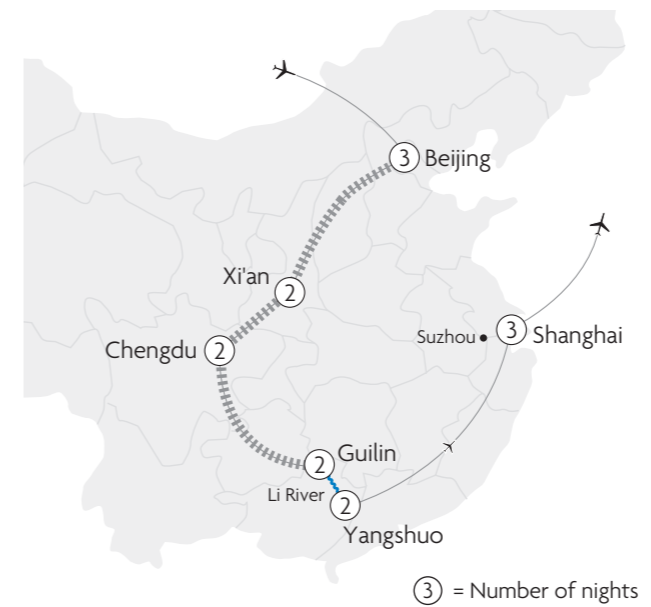 3 Beijing
Xi'an
2
Suzhou
3 Shanghai
Chengdu 2
2 Guilin
Li River
2
Yangshuo
3 = Number of nights